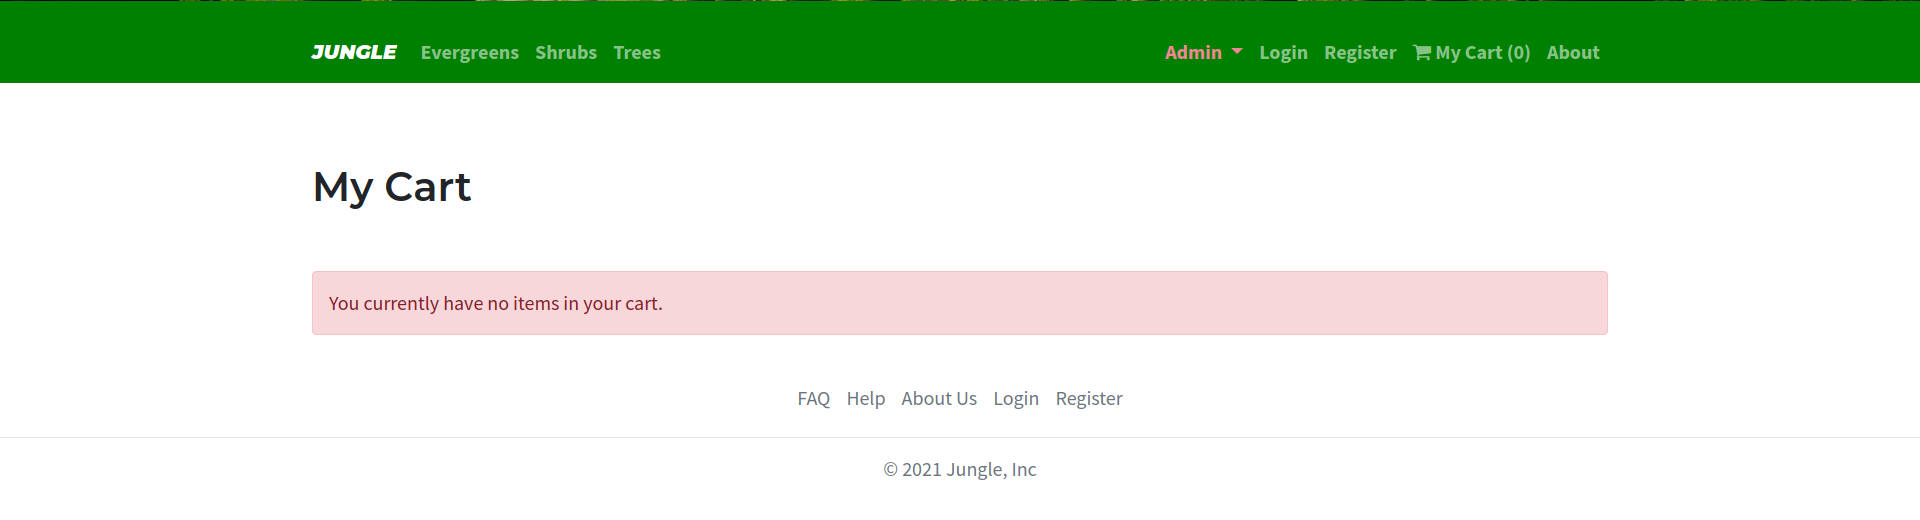 JUNGLE Evergreens Shrubs Trees Admin Login Register My Cart (0) About
My Cart
You currently have no items in your cart.
FAQ Help About Us Login Register
© 2021 Jungle, Inc